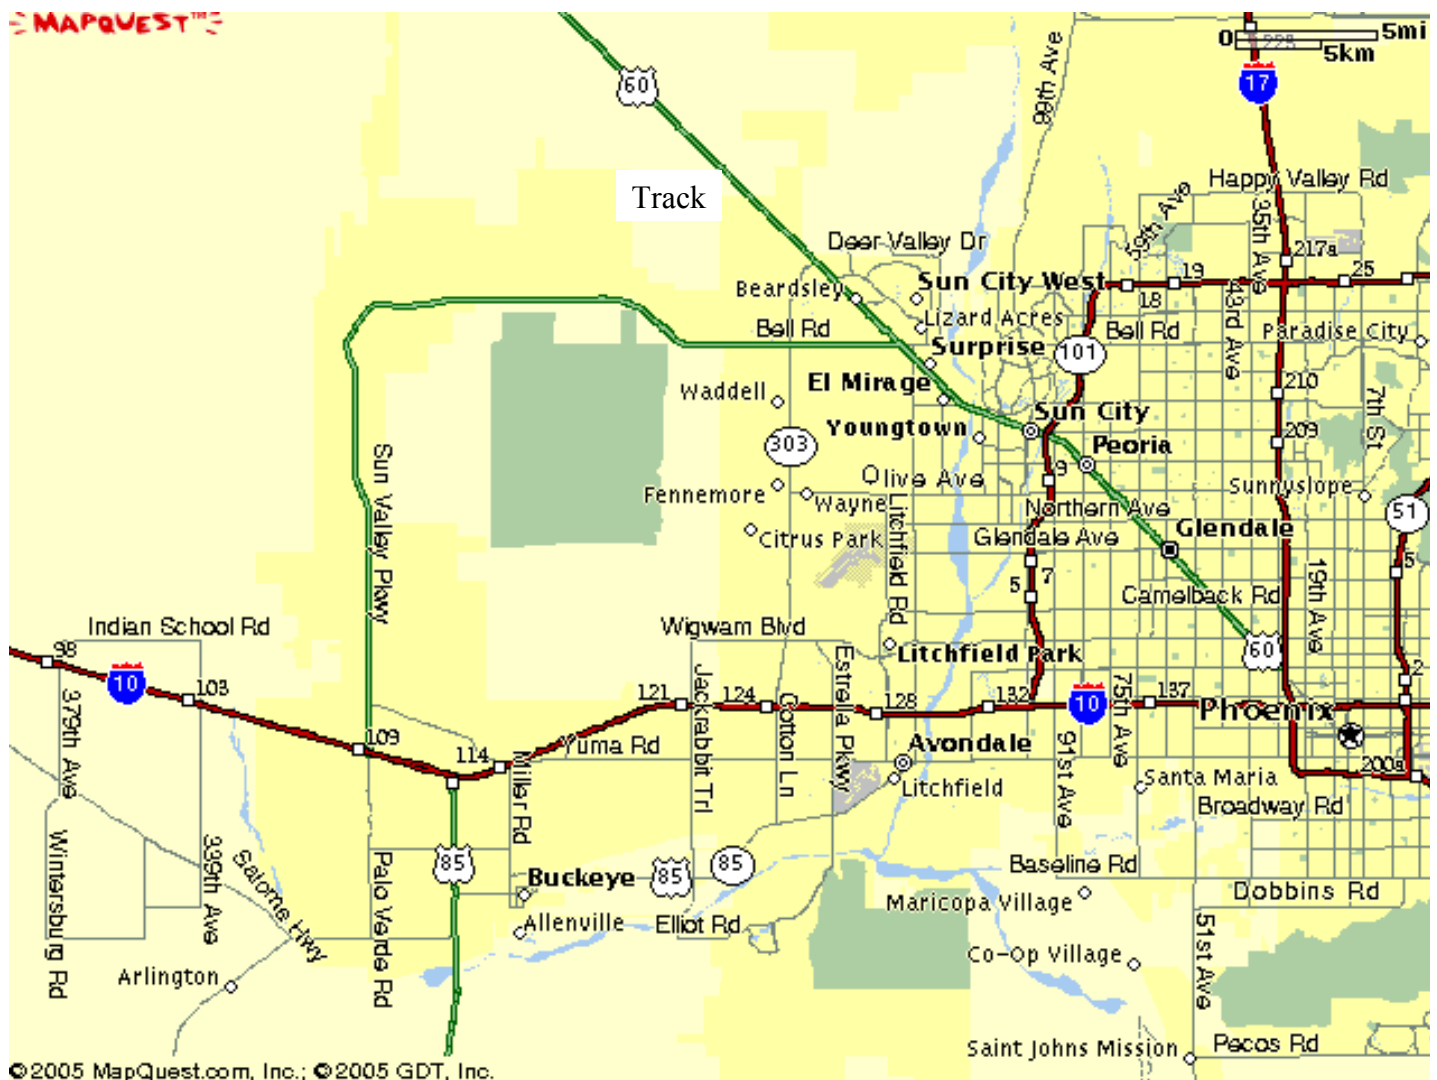 MAPQUEST™
0
5mi
228
5km
60
99th Ave
17
Happy Valley Rd
Track
59th Ave
35th Ave
Deer Valley Dr
217a
Beardsley
Sun City West
19
25
18
43rd Ave
Lizard Acres
Bell Rd
Bell Rd
Paradise City
Surprise
101
El Mirage
210
Waddell
7th St
Sun City
Youngtown
303
Peoria
209
Sun Valley Pkwy
9
Olive Ave
Sunnyslope
Fennemore
Wayne
Litchfield Rd
Northern Ave
51
Glendale
Citrus Park
Glendale Ave
5
7
5
19th Ave
Camelback Rd
Indian School Rd
Wigwam Blvd
98
Litchfield Park
60
10
Estrella Pkwy
2
103
379th Ave
121
Jackrabbit Trl
124
Cotton Ln
128
132
10
75th Ave
137
Phoenix
109
114
Yuma Rd
Avondale
91st Ave
200a
Miller Rd
Litchfield
Santa Maria
Broadway Rd
Wintersburg Rd
339th Ave
Salome Hwy
Palo Verde Rd
85
Buckeye
85
85
Baseline Rd
Dobbins Rd
Maricopa Village
Allenville
Elliot Rd
51st Ave
Co-Op Village
Arlington
Saint Johns Mission
Pecos Rd
©2005 MapQuest.com, Inc.; ©2005 GDT, Inc.